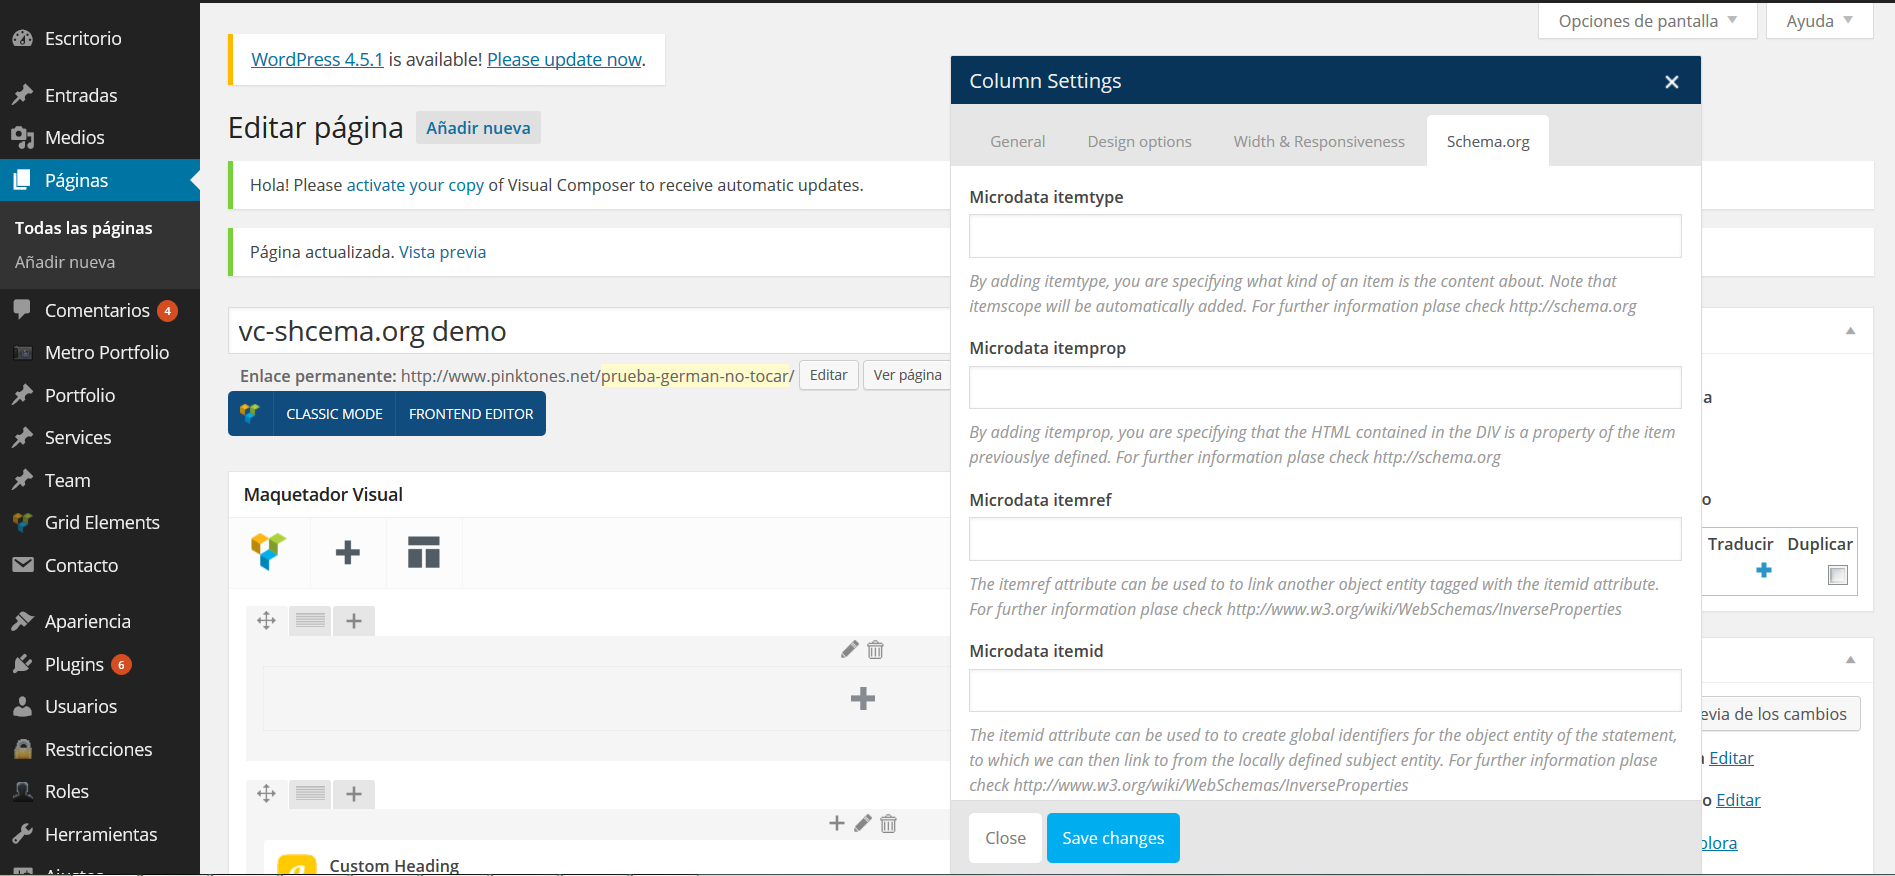 Escritorio
Entradas
Medios
Páginas
Todas las páginas
Añadir nueva
Comentarios 4
Metro Portfolio
Portfolio
Services
Team
Grid Elements
Contacto
Apariencia
Plugins 6
Usuarios
Restricciones
Roles
Herramientas
Opciones de pantalla
Ayuda
WordPress 4.5.1 is available! Please update now.
Editar página Añadir nueva
Hola! Please activate your copy of Visual Composer to receive automatic updates.
Página actualizada. Vista previa
vc-shcema.org demo
Enlace permanente: http://www.pinktones.net/prueba-german-no-tocar/ Editar Ver página
CLASSIC MODE FRONTEND EDITOR
Maquetador Visual
Custom Heading
Column Settings
General Design options Width & Responsiveness Schema.org
Microdata itemtype
By adding itemtype, you are specifying what kind of an item is the content about. Note that
itemscope will be automatically added. For further information plase check http://schema.org
Microdata itemprop
By adding itemprop, you are specifying that the HTML contained in the DIV is a property of the item
previouslye defined. For further information plase check http://schema.org
Microdata itemref
The itemref attribute can be used to to link another object entity tagged with the itemid attribute.
For further information plase check http://www.w3.org/wiki/WebSchemas/InverseProperties
Microdata itemid
The itemid attribute can be used to to create global identifiers for the object entity of the statement,
to which we can then link to from the locally defined subject entity. For further information plase
check http://www.w3.org/wiki/WebSchemas/InverseProperties
Close Save changes
a
o
Traducir Duplicar
evia de los cambios
Editar
o Editar
plora